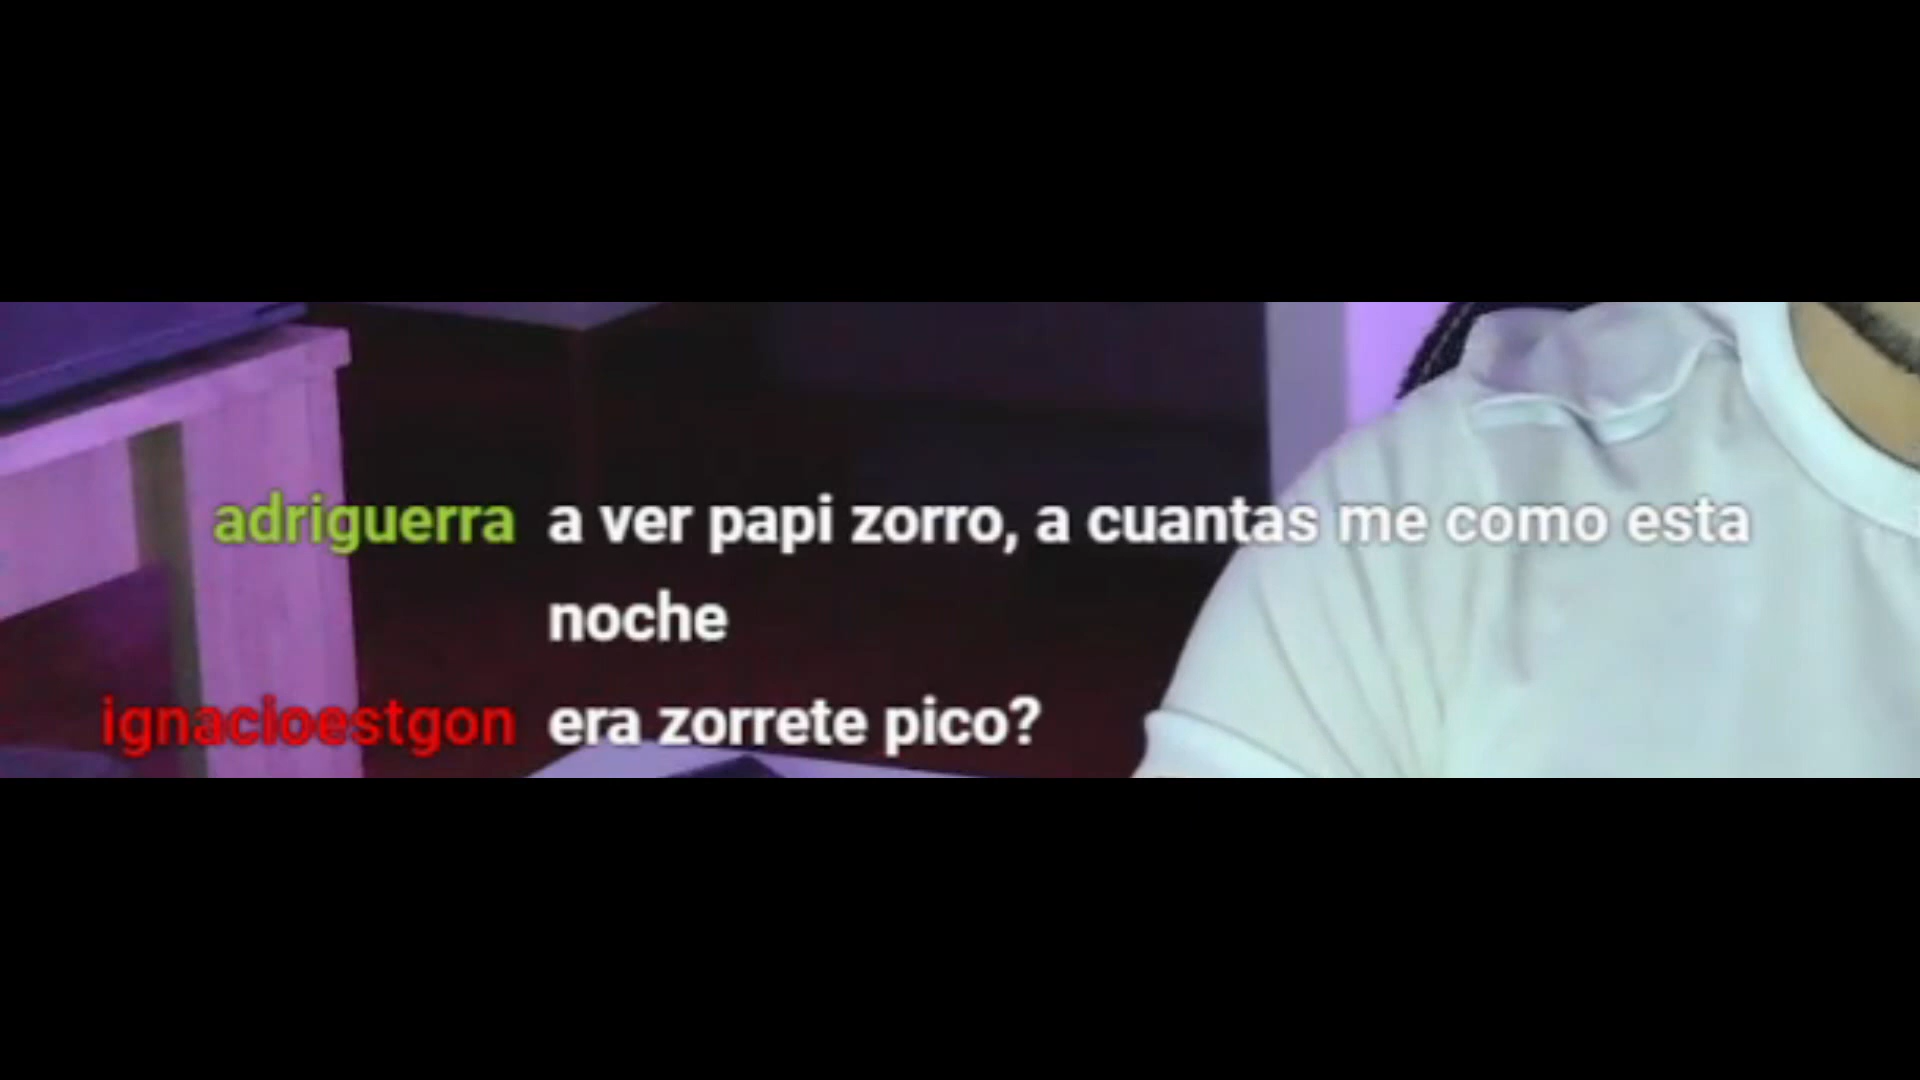 adriguerra a ver papi zorro, a cuantas me como esta
noche
ignacioestgon era zorrete pico?